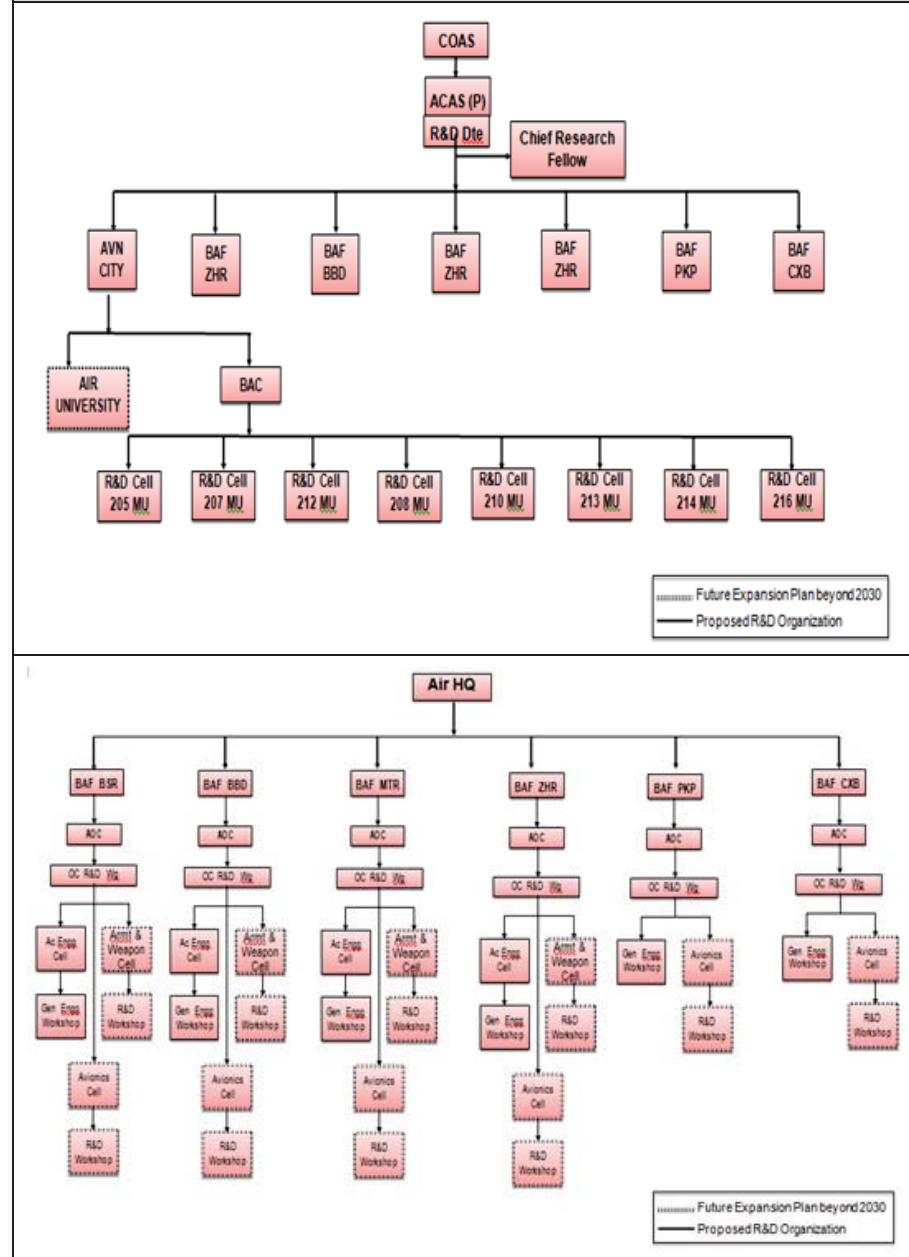 COAS
ACAS (P)
R&D Dte
Chief Research
Fellow
AVN
CITY
BAF
ZHR
BAF
BBD
BAF
ZHR
BAF
ZHR
BAF
PKP
BAF
CXB
AIR
UNIVERSITY
BAC
R&D Cell
205 MU
R&D Cell
207 MU
R&D Cell
212 MU
R&D Cell
208 MU
R&D Cell
210 MU
R&D Cell
213 MU
R&D Cell
214 MU
R&D Cell
216 MU
Future Expansion Plan beyond 2030
Proposed R&D Organization
Air HQ
BAF BSR
BAF BBD
BAF MTR
BAF ZHR
BAF PKP
BAF CXB
AOC
AOC
AOC
AOC
AOC
AOC
OC R&D Wg
OC R&D Wg
OC R&D Wg
OC R&D Wg
OC R&D Wg
OC R&D Wg
Ac Engg
Cell
Armt &
Weapon
Cell
Ac Engg
Cell
Armt &
Weapon
Cell
Ac Engg
Cell
Armt &
Weapon
Cell
Ac Engg
Cell
Armt &
Weapon
Cell
Gen Engg
Workshop
Avionics
Cell
Gen Engg
Workshop
Avionics
Cell
Gen Engg
Workshop
R&D
Workshop
Gen Engg
Workshop
R&D
Workshop
Gen Engg
Workshop
R&D
Workshop
Gen Engg
Workshop
R&D
Workshop
R&D
Workshop
R&D
Workshop
Avionics
Cell
Avionics
Cell
Avionics
Cell
Avionics
Cell
R&D
Workshop
R&D
Workshop
R&D
Workshop
R&D
Workshop
Future Expansion Plan beyond 2030
Proposed R&D Organization